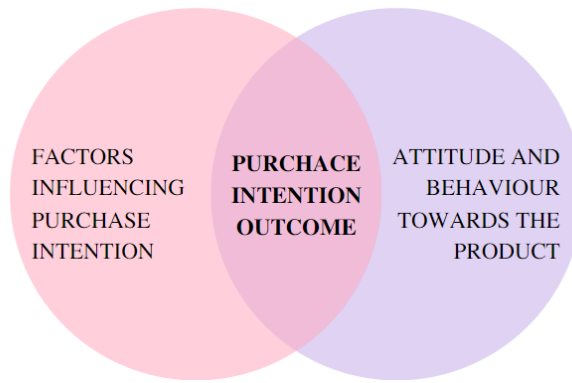 FACTORS
INFLUENCING
PURCHASE
INTENTION
PURCHACE
INTENTION
OUTCOME
ATTITUDE AND
BEHAVIOUR
TOWARDS THE
PRODUCT